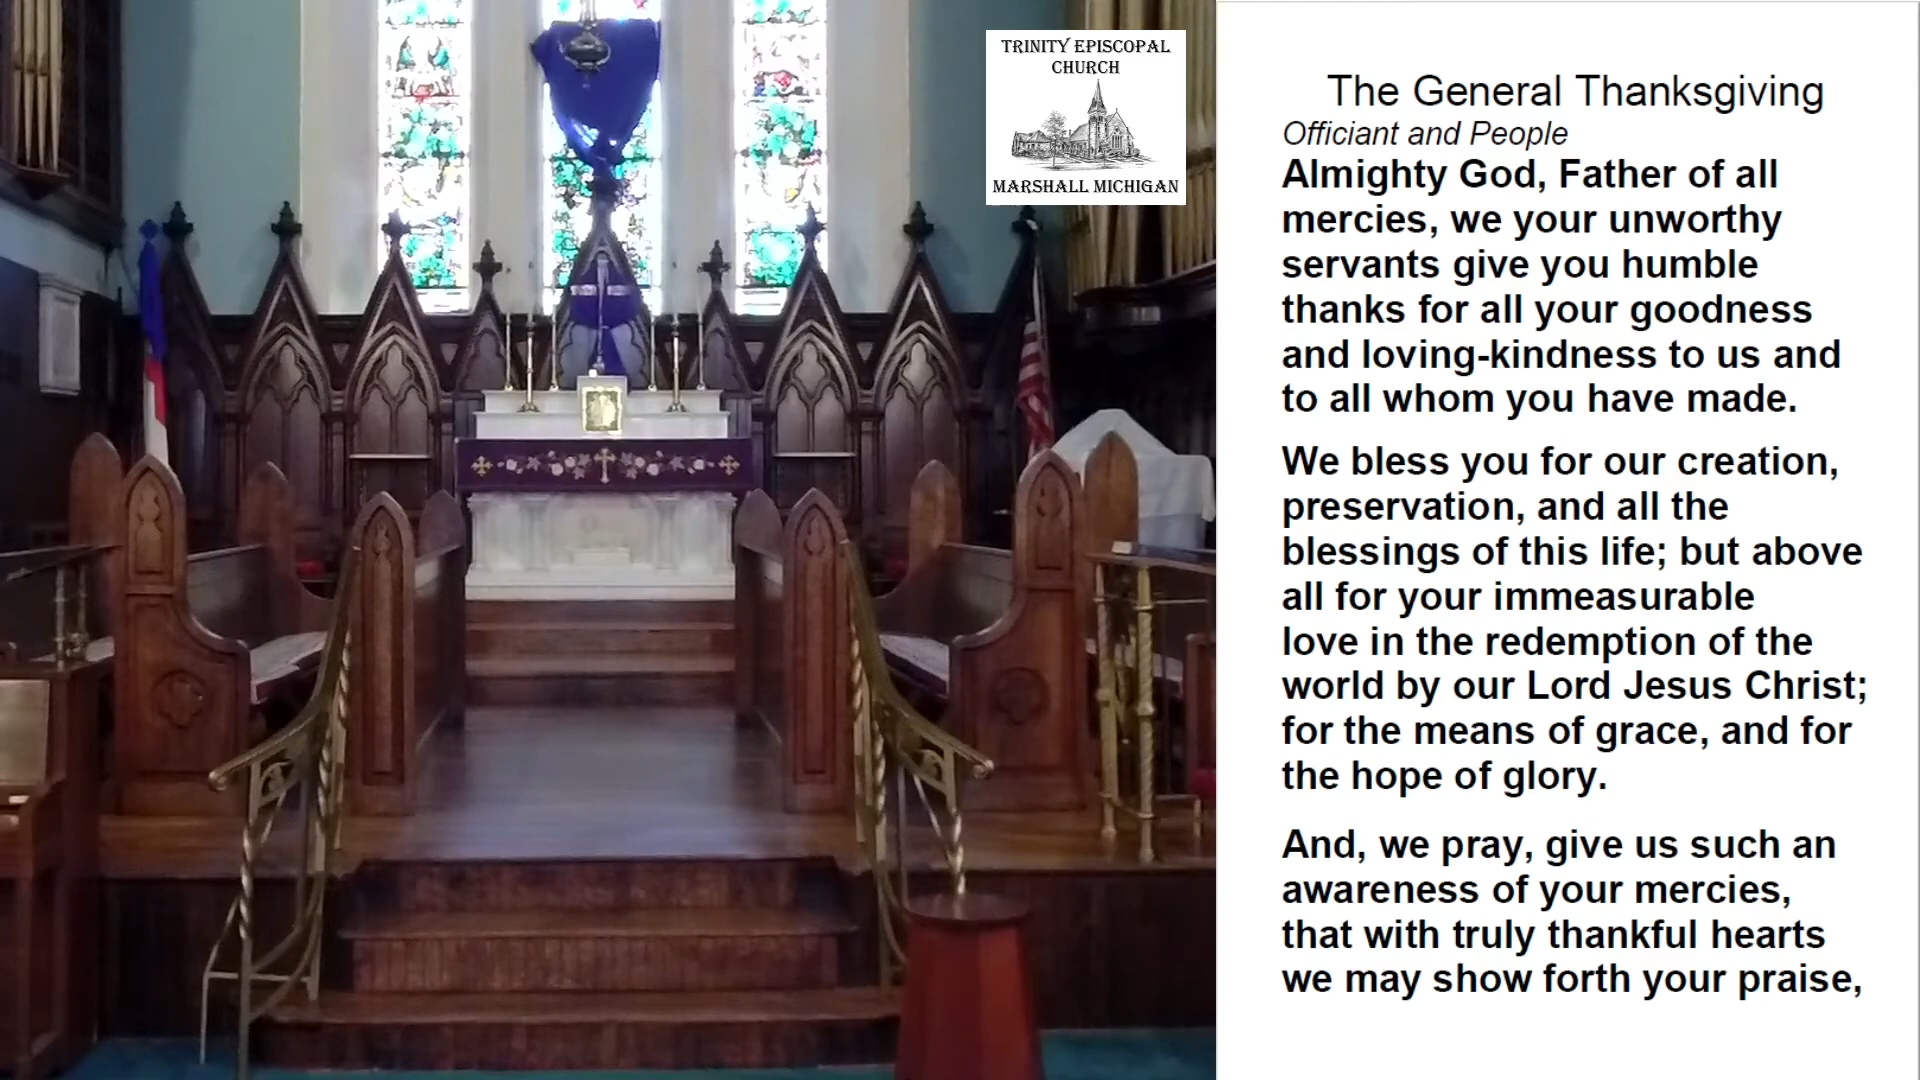 TRINITY EPISCOPAL
CHURCH
MARSHALL MICHIGAN
The General Thanksgiving
Officiant and People
Almighty God, Father of all
mercies, we your unworthy
servants give you humble
thanks for all your goodness
and loving-kindness to us and
to all whom you have made.
We bless you for our creation,
preservation, and all the
blessings of this life; but above
all for your immeasurable
love in the redemption of the
world by our Lord Jesus Christ;
for the means of grace, and for
the hope of glory.
And, we pray, give us such an
awareness of your mercies,
that with truly thankful hearts
we may show forth your praise,